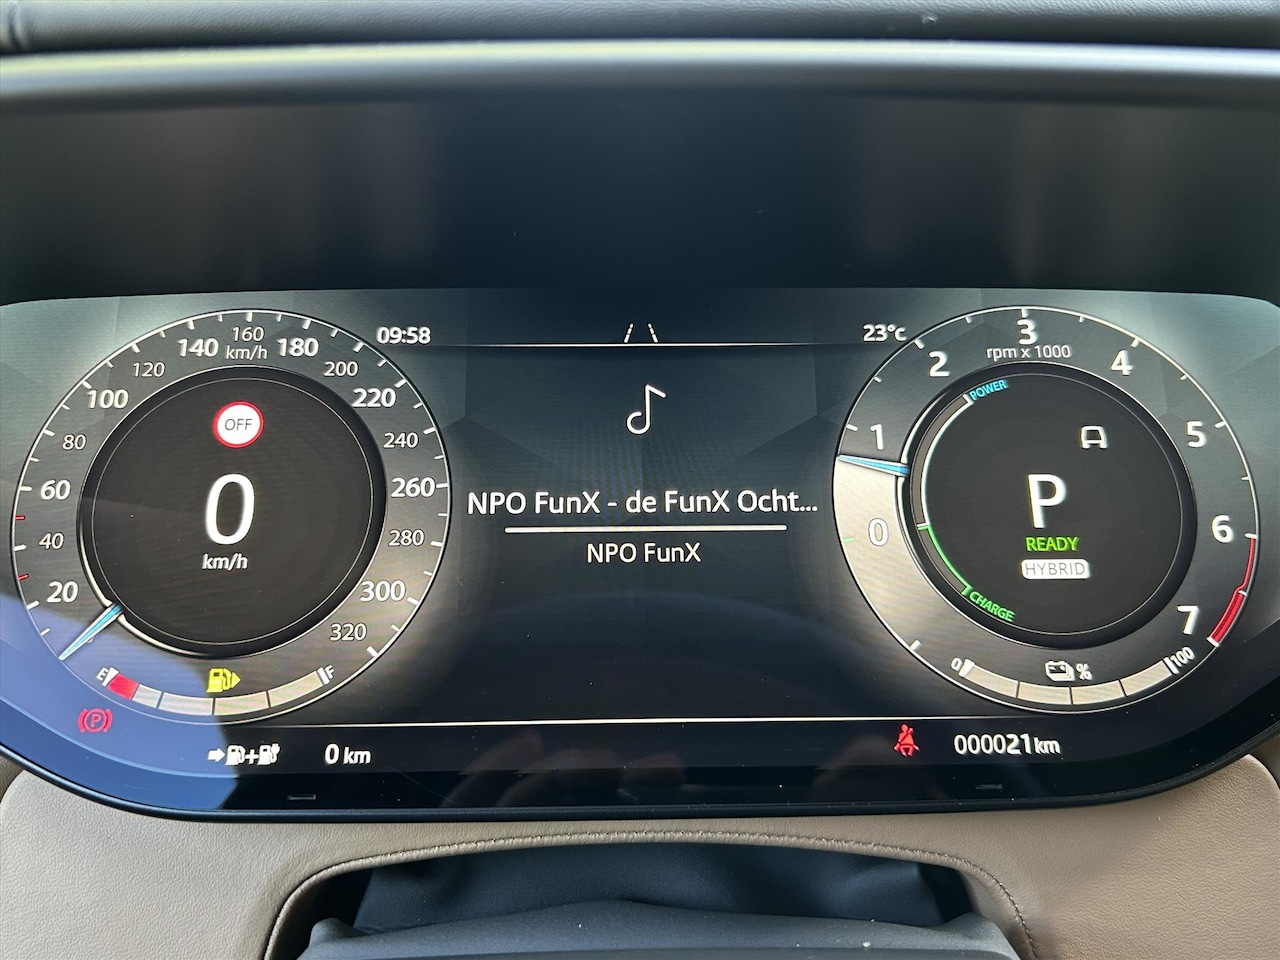 09:58
23°c
20
40
60
80
100
120
140
160
km/h
180
200
220
240
260
280
300
320
OFF
0
km/h
E
F
NPO FunX - de FunX Ocht...
NPO FunX
0
1
2
3
4
5
6
7
rpm x 1000
POWER
P
READY
HYBRID
CHARGE
0
%
100
P
+
0 km
000021km